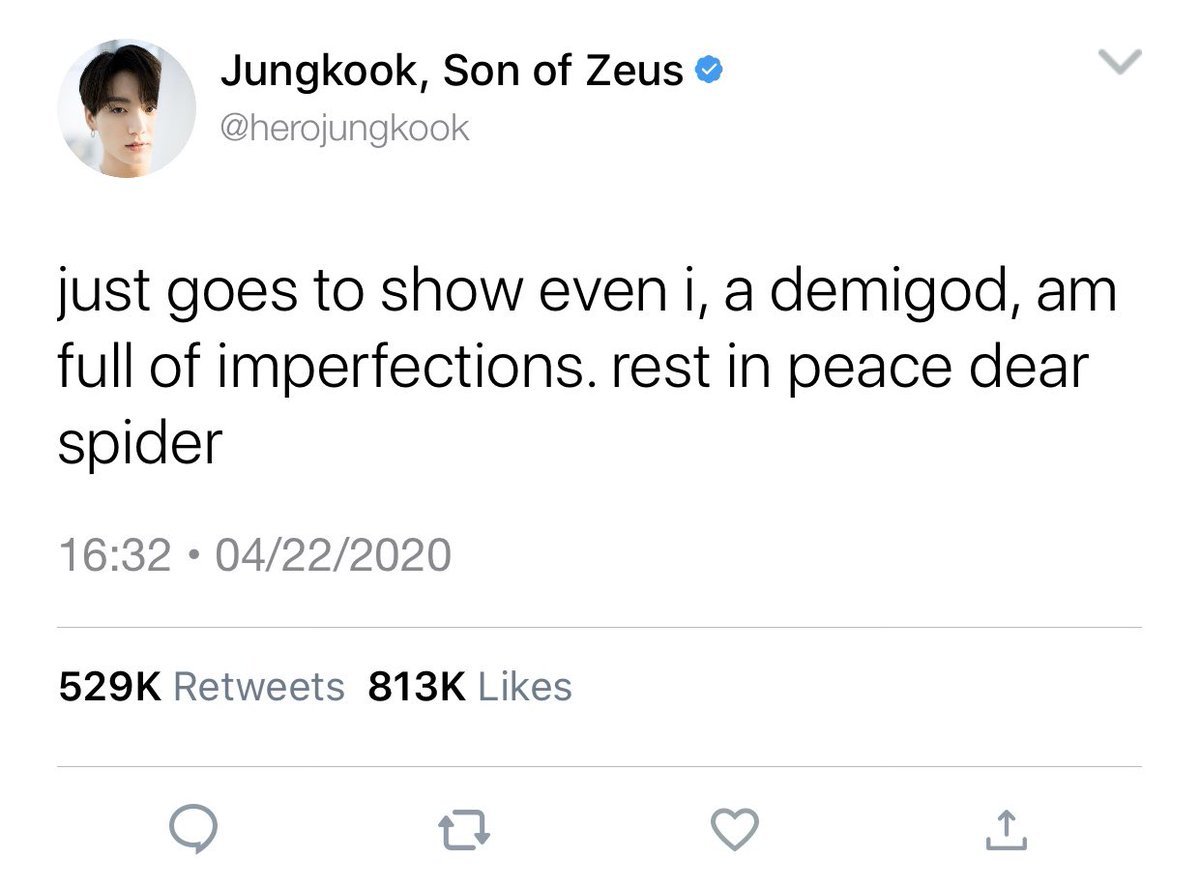 Jungkook, Son of Zeus
@herojungkook
just goes to show even i, a demigod, am
full of imperfections. rest in peace dear
spider
16:32 • 04/22/2020
529K Retweets 813K Likes